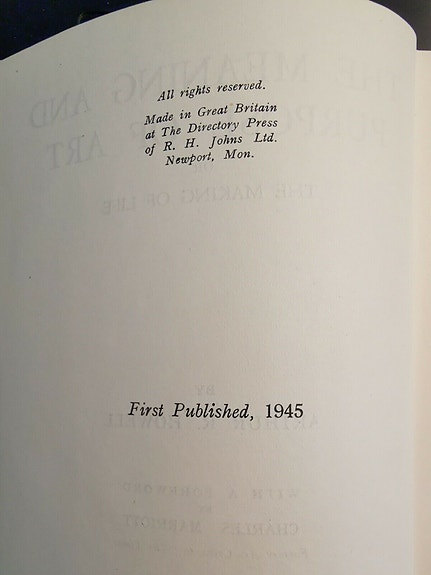 All rights reserved.
Made in Great Britain
at The Directory Press
of R. H. Johns Ltd.
Newport, Mon.
First Published, 1945